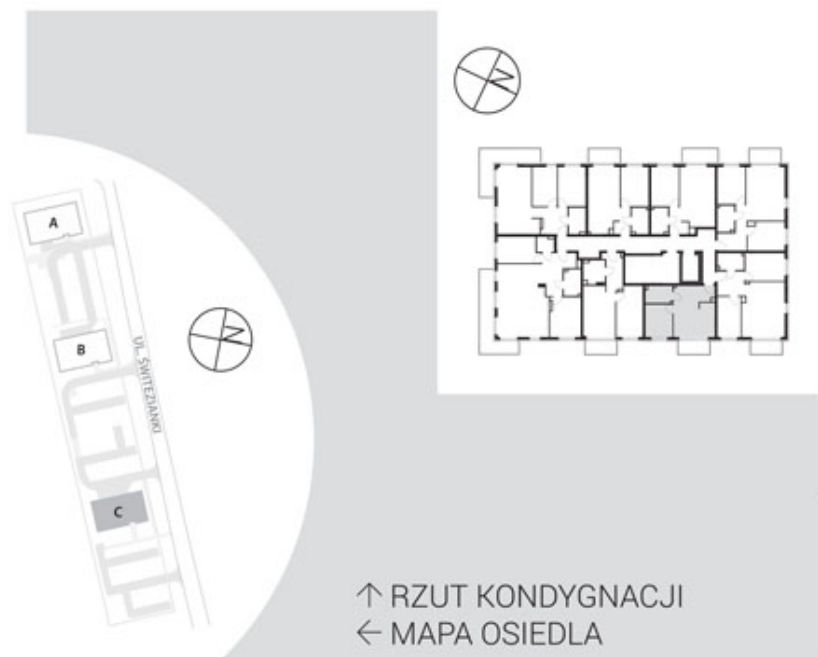 N
A
N
B
UL. ŚWITEZIANKI
C
↑ RZUT KONDYGNACJI
← MAPA OSIEDLA